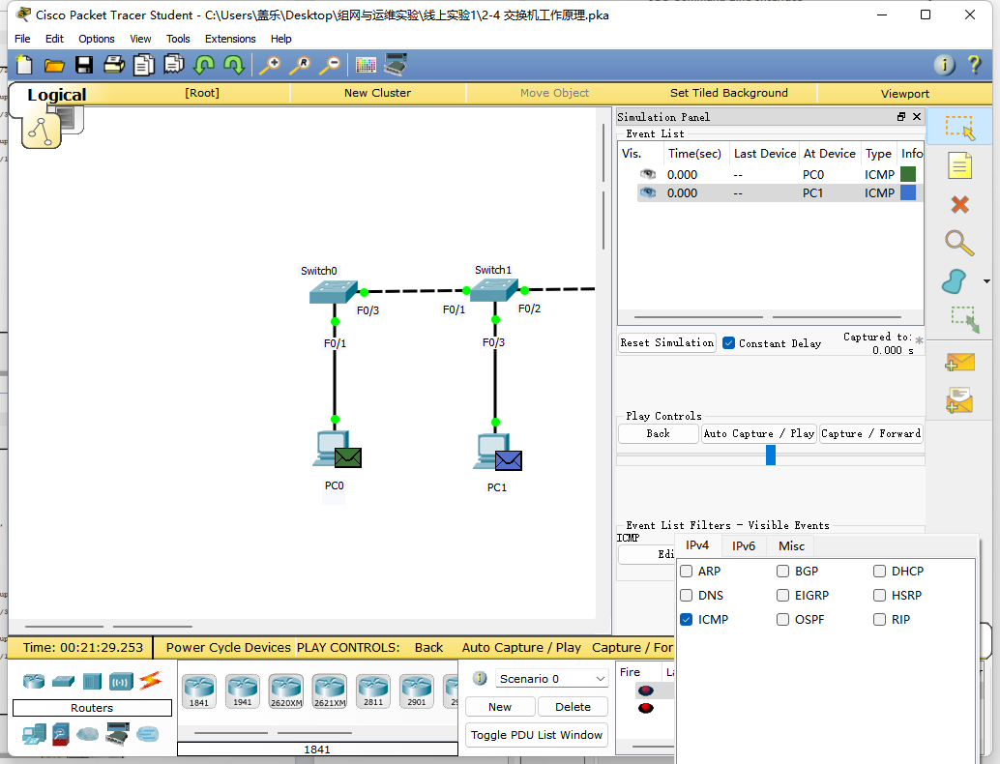 Cisco Packet Tracer Student - C:\Users\盖乐\Desktop\组网与运维实验\线上实验1\2-4 交换机工作原理.pka
File Edit Options View Tools Extensions Help
Logical [Root] New Cluster Move Object Set Tiled Background Viewport
Simulation Panel
Event List
Vis. Time(sec) Last Device At Device Type Info
0.000 -- PC0 ICMP
0.000 -- PC1 ICMP
Switch0 Switch1
F0/3 F0/1 F0/2
F0/1 F0/3
PC0 PC1
Reset Simulation Constant Delay Captured to: *
0.000 s
Play Controls
Back Auto Capture / Play Capture / Forward
Event List Filters - Visible Events
ICMP
Edi
IPv4 IPv6 Misc
ARP BGP DHCP
DNS EIGRP HSRP
ICMP OSPF RIP
Time: 00:21:29.253 Power Cycle Devices PLAY CONTROLS: Back Auto Capture / Play Capture / For
Routers
1841 1941 2620XM 2621XM 2811 2901 29
1841
Scenario 0
New Delete
Toggle PDU List Window
Fire La